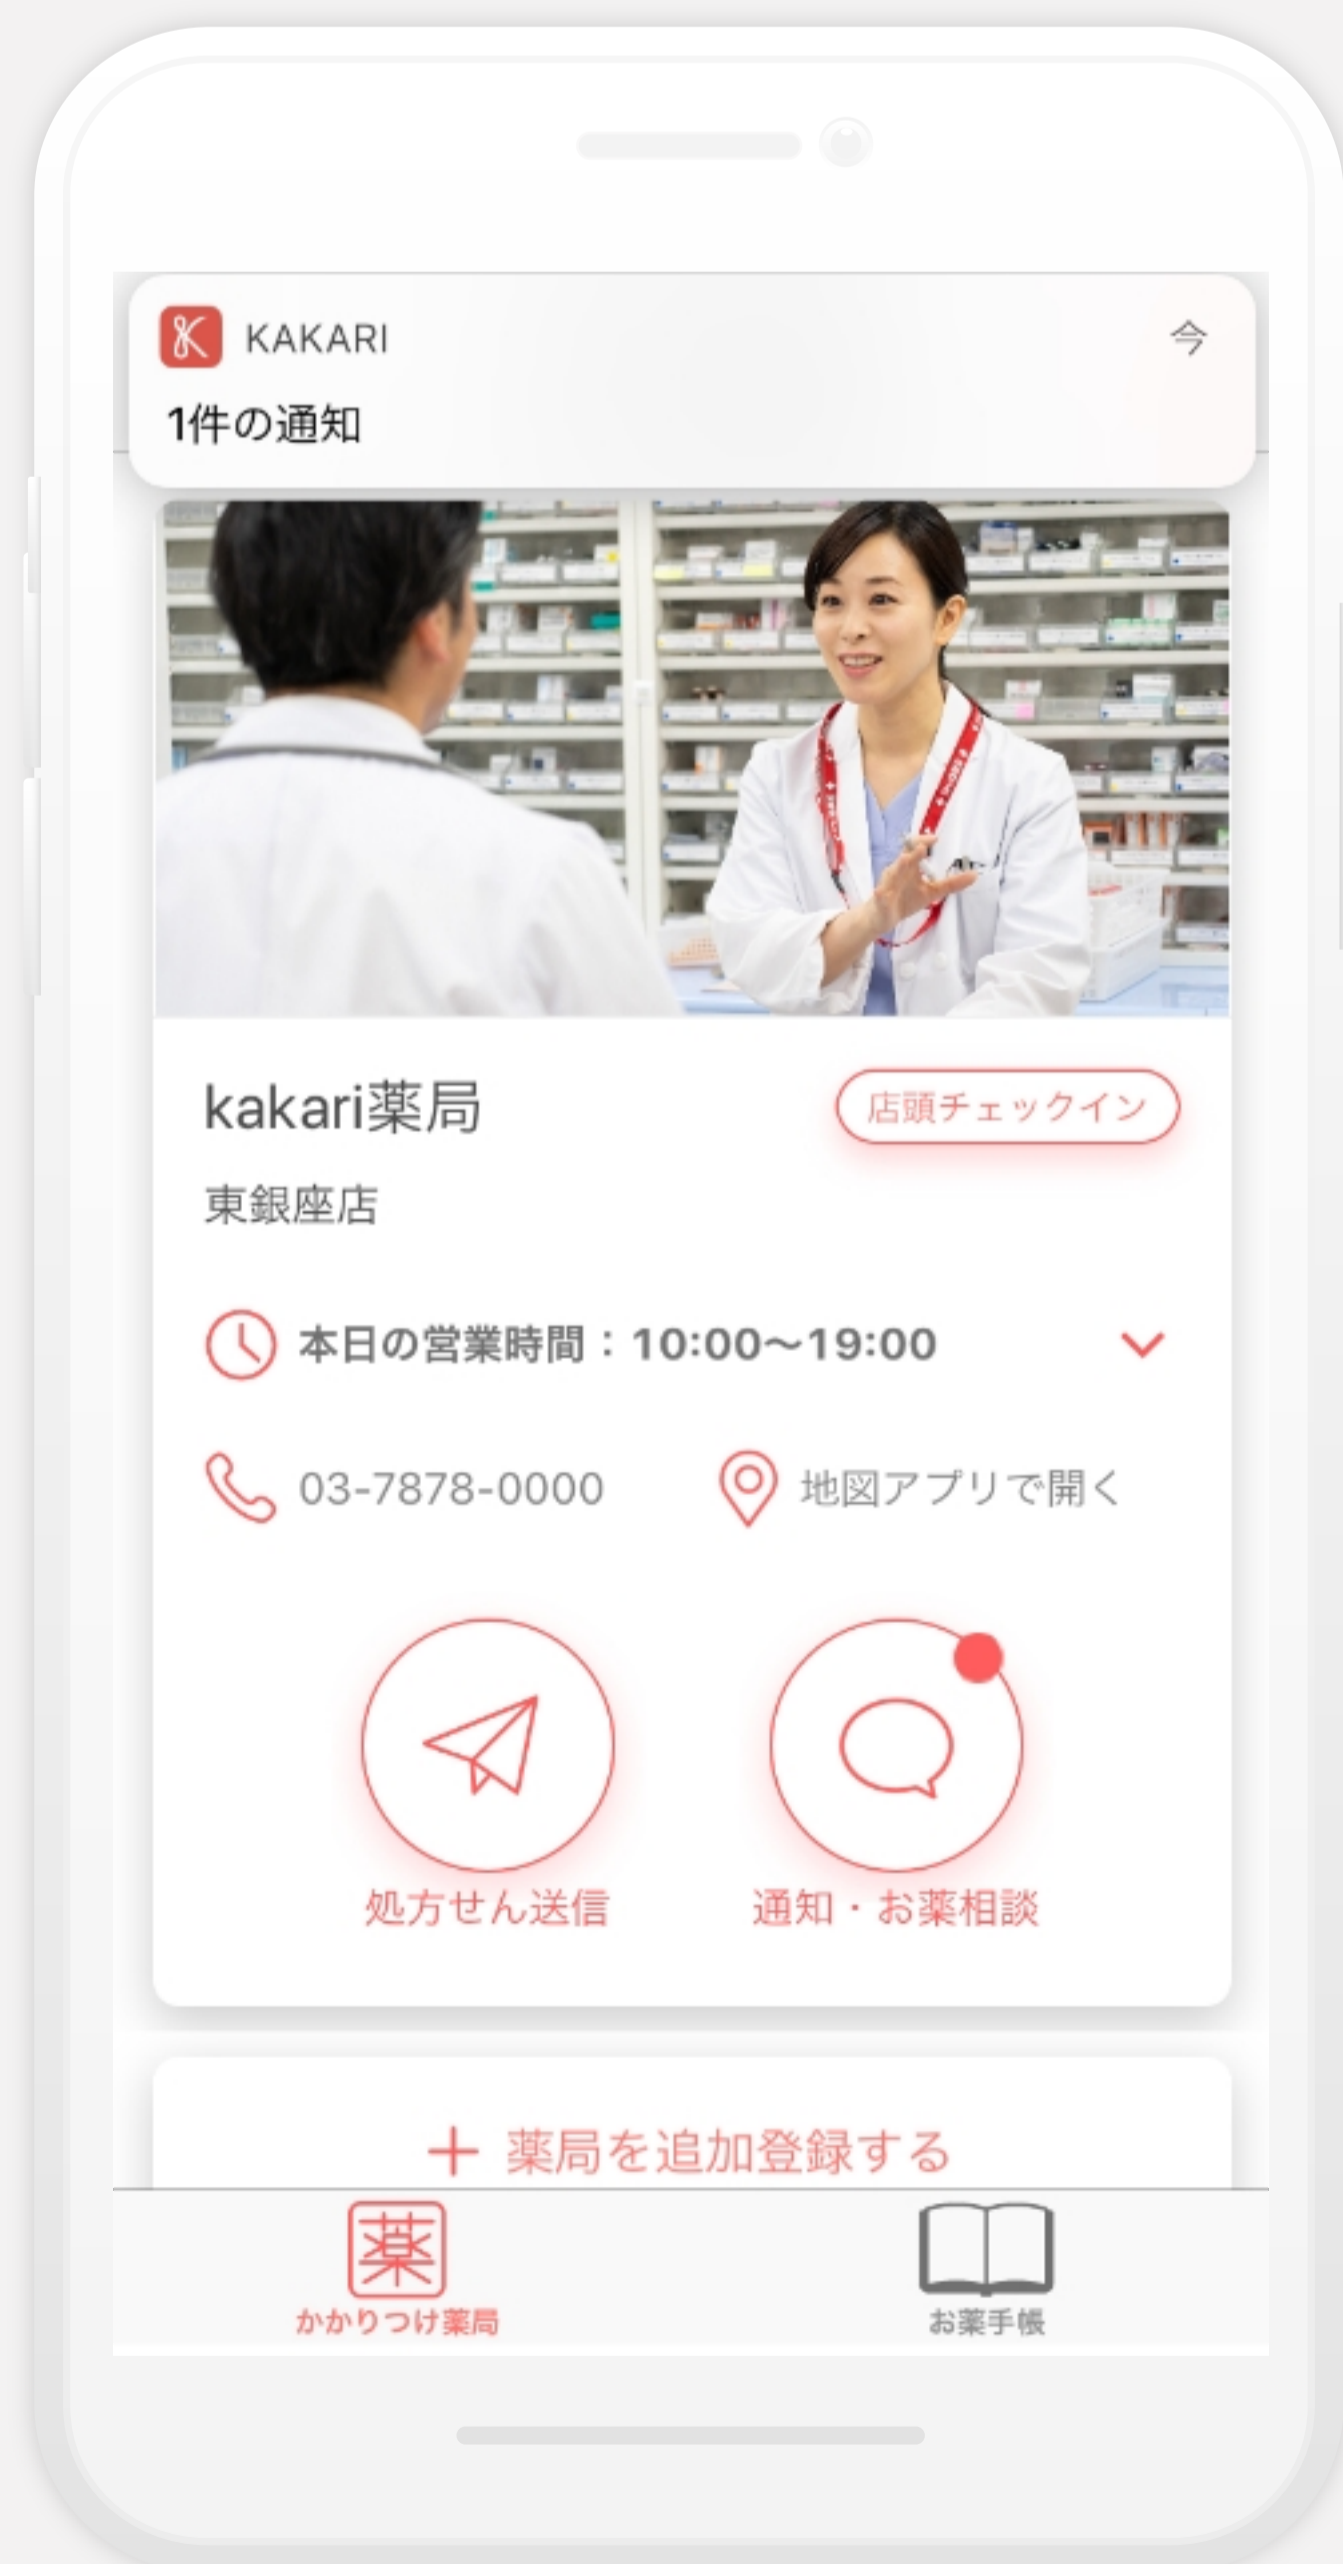 KAKARI
今
1件の通知
kakari薬局
店頭チェックイン
東銀座店
本日の営業時間：10:00〜19:00
03-7878-0000
地図アプリで開く
処方せん送信
通知・お薬相談
＋ 薬局を追加登録する
薬
かかりつけ薬局
お薬手帳